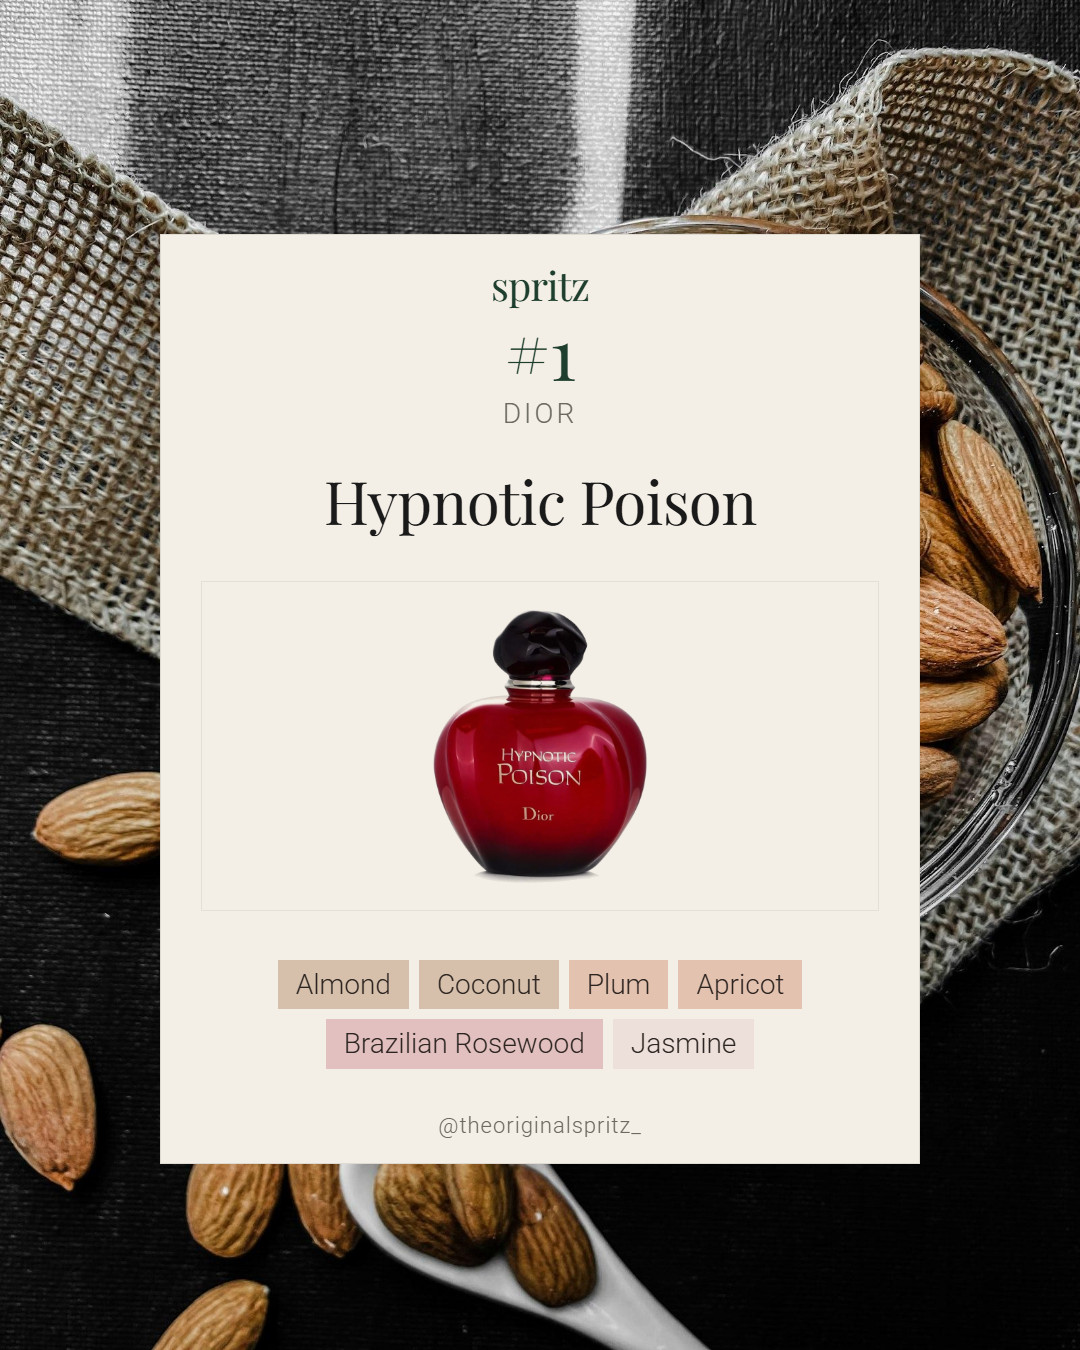 spritz
#1
DIOR
Hypnotic Poison
HYPNOTIC
POISON
Dior
Almond Coconut Plum Apricot
Brazilian Rosewood Jasmine
@theoriginalspritz_